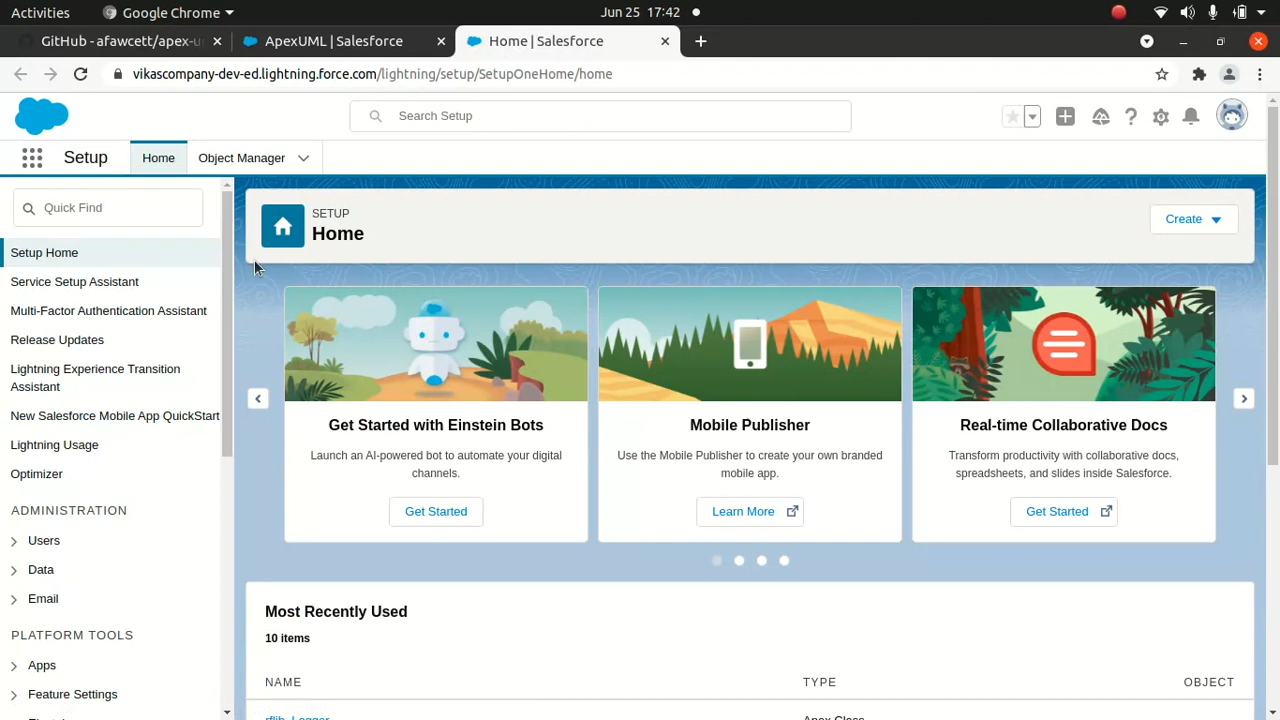 Activities
Google Chrome
Jun 25 17:42
GitHub - afawcett/apex-u
ApexUML | Salesforce
Home | Salesforce
vikascompany-dev-ed.lightning.force.com/lightning/setup/SetupOneHome/home
Search Setup
Setup
Home
Object Manager
Quick Find
Setup Home
Service Setup Assistant
Multi-Factor Authentication Assistant
Release Updates
Lightning Experience Transition
Assistant
New Salesforce Mobile App QuickStart
Lightning Usage
Optimizer
ADMINISTRATION
Users
Data
Email
PLATFORM TOOLS
Apps
Feature Settings
SETUP
Home
Create
Get Started with Einstein Bots
Launch an AI-powered bot to automate your digital
channels.
Get Started
Mobile Publisher
Use the Mobile Publisher to create your own branded
mobile app.
Learn More
Real-time Collaborative Docs
Transform productivity with collaborative docs,
spreadsheets, and slides inside Salesforce.
Get Started
Most Recently Used
10 items
NAME
TYPE
OBJECT
rflib_Logger
Apex Class